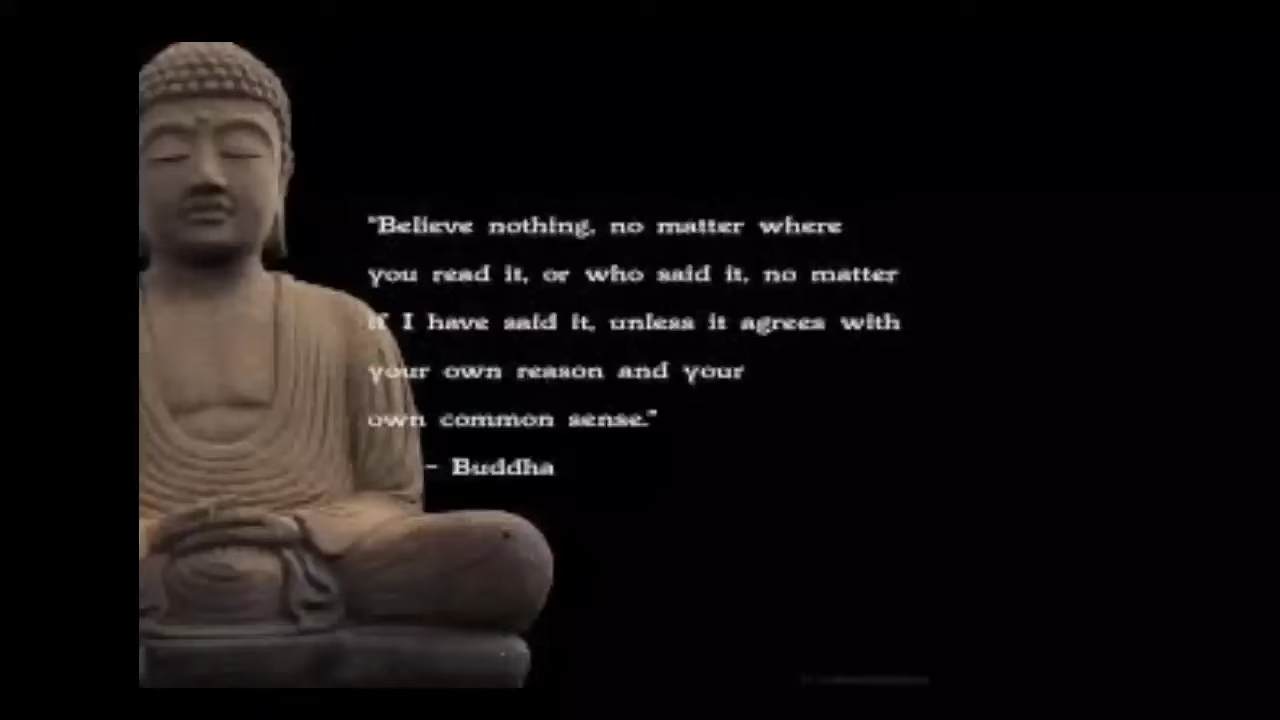 "Believe nothing, no matter where
you read it, or who said it, no matter
if I have said it, unless it agrees with
your own reason and your
own common sense."
- Buddha